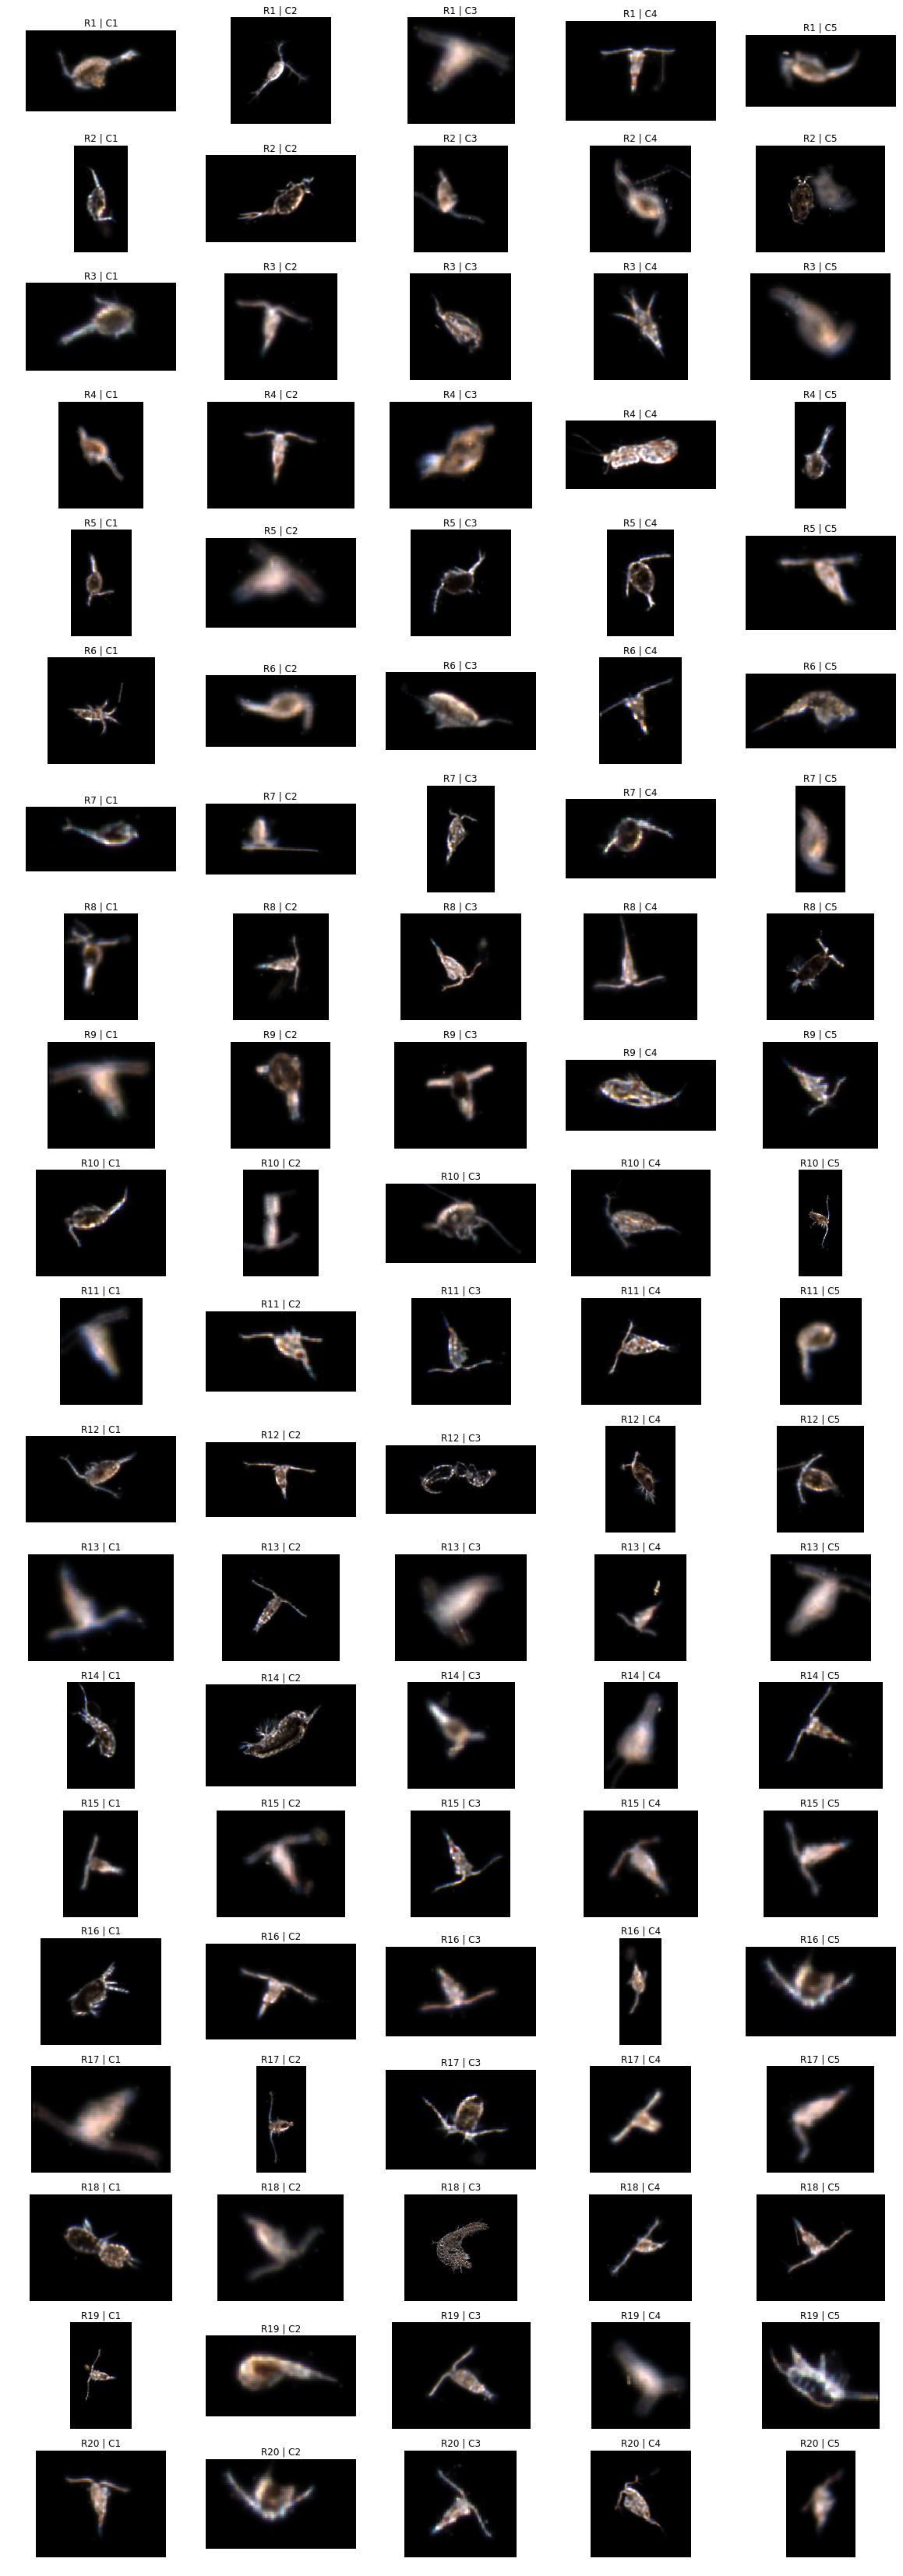 R1 | C1
R1 | C2
R1 | C3
R1 | C4
R1 | C5
R2 | C1
R2 | C2
R2 | C3
R2 | C4
R2 | C5
R3 | C1
R3 | C2
R3 | C3
R3 | C4
R3 | C5
R4 | C1
R4 | C2
R4 | C3
R4 | C4
R4 | C5
R5 | C1
R5 | C2
R5 | C3
R5 | C4
R5 | C5
R6 | C1
R6 | C2
R6 | C3
R6 | C4
R6 | C5
R7 | C1
R7 | C2
R7 | C3
R7 | C4
R7 | C5
R8 | C1
R8 | C2
R8 | C3
R8 | C4
R8 | C5
R9 | C1
R9 | C2
R9 | C3
R9 | C4
R9 | C5
R10 | C1
R10 | C2
R10 | C3
R10 | C4
R10 | C5
R11 | C1
R11 | C2
R11 | C3
R11 | C4
R11 | C5
R12 | C1
R12 | C2
R12 | C3
R12 | C4
R12 | C5
R13 | C1
R13 | C2
R13 | C3
R13 | C4
R13 | C5
R14 | C1
R14 | C2
R14 | C3
R14 | C4
R14 | C5
R15 | C1
R15 | C2
R15 | C3
R15 | C4
R15 | C5
R16 | C1
R16 | C2
R16 | C3
R16 | C4
R16 | C5
R17 | C1
R17 | C2
R17 | C3
R17 | C4
R17 | C5
R18 | C1
R18 | C2
R18 | C3
R18 | C4
R18 | C5
R19 | C1
R19 | C2
R19 | C3
R19 | C4
R19 | C5
R20 | C1
R20 | C2
R20 | C3
R20 | C4
R20 | C5